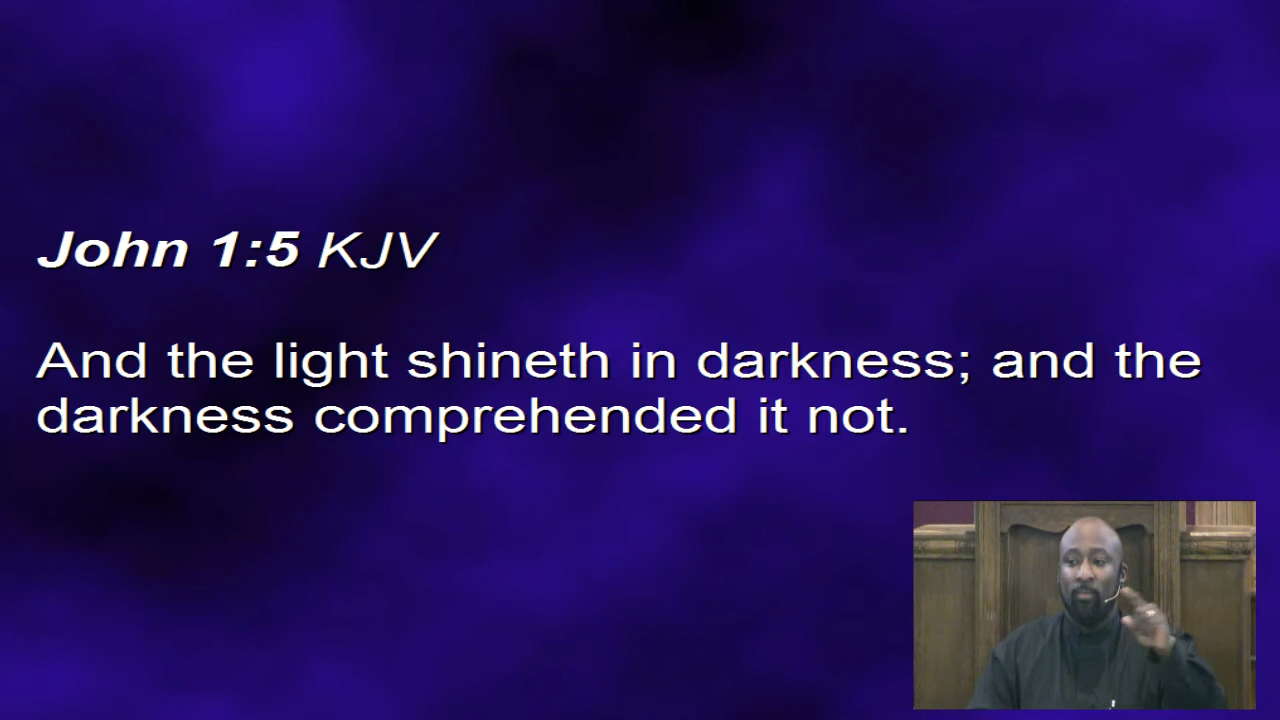 John 1:5 KJV
And the light shineth in darkness; and the
darkness comprehended it not.